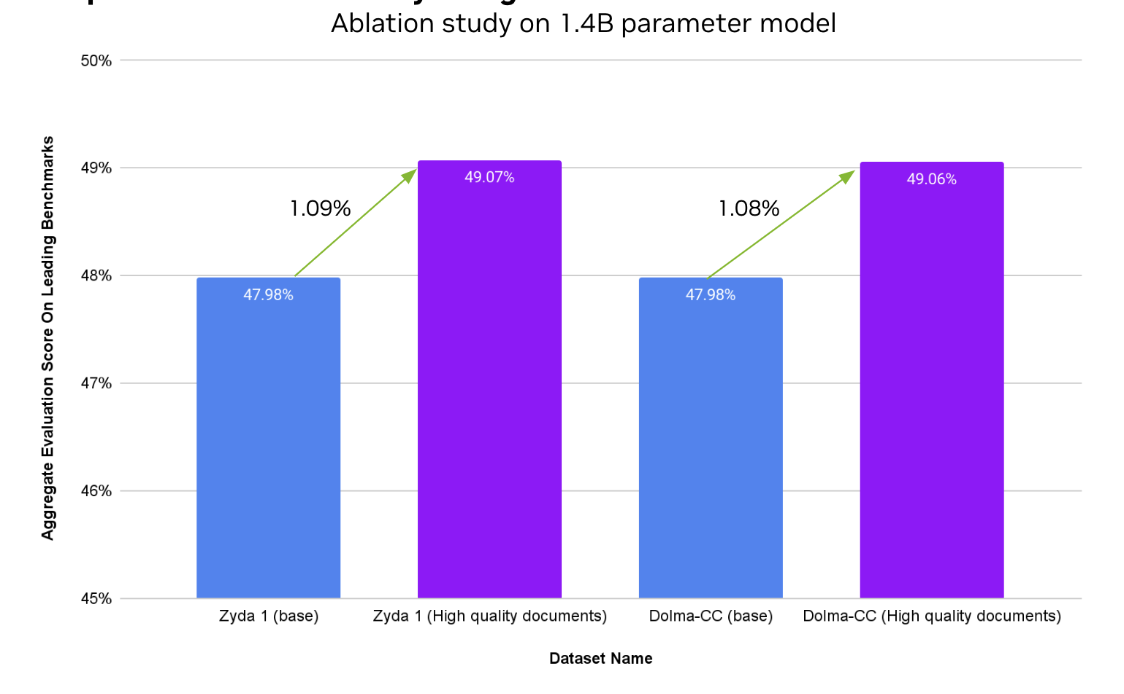 Ablation study on 1.4B parameter model
50%
49%
48%
47%
46%
45%
Aggregate Evaluation Score On Leading Benchmarks
1.09%
1.08%
47.98%
49.07%
47.98%
49.06%
Zyda 1 (base)
Zyda 1 (High quality documents)
Dolma-CC (base)
Dolma-CC (High quality documents)
Dataset Name